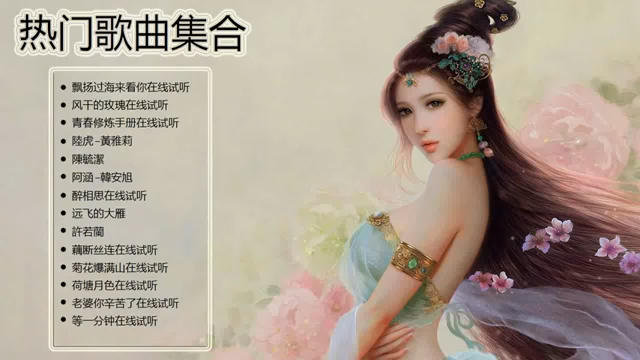 热门歌曲集合
飘扬过海来看你在线试听
风干的玫瑰在线试听
青春修炼手册在线试听
陸虎-黃雅莉
陳毓潔
阿涵-韓安旭
醉相思在线试听
远飞的大雁
許若蘭
藕断丝连在线试听
菊花爆满山在线试听
荷塘月色在线试听
老婆你辛苦了在线试听
等一分钟在线试听